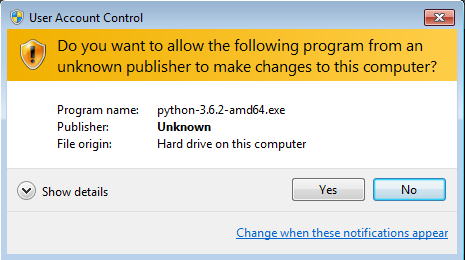 User Account Control
Do you want to allow the following program from an
unknown publisher to make changes to this computer?
Program name: python-3.6.2-amd64.exe
Publisher: Unknown
File origin: Hard drive on this computer
Show details
Yes
No
Change when these notifications appear